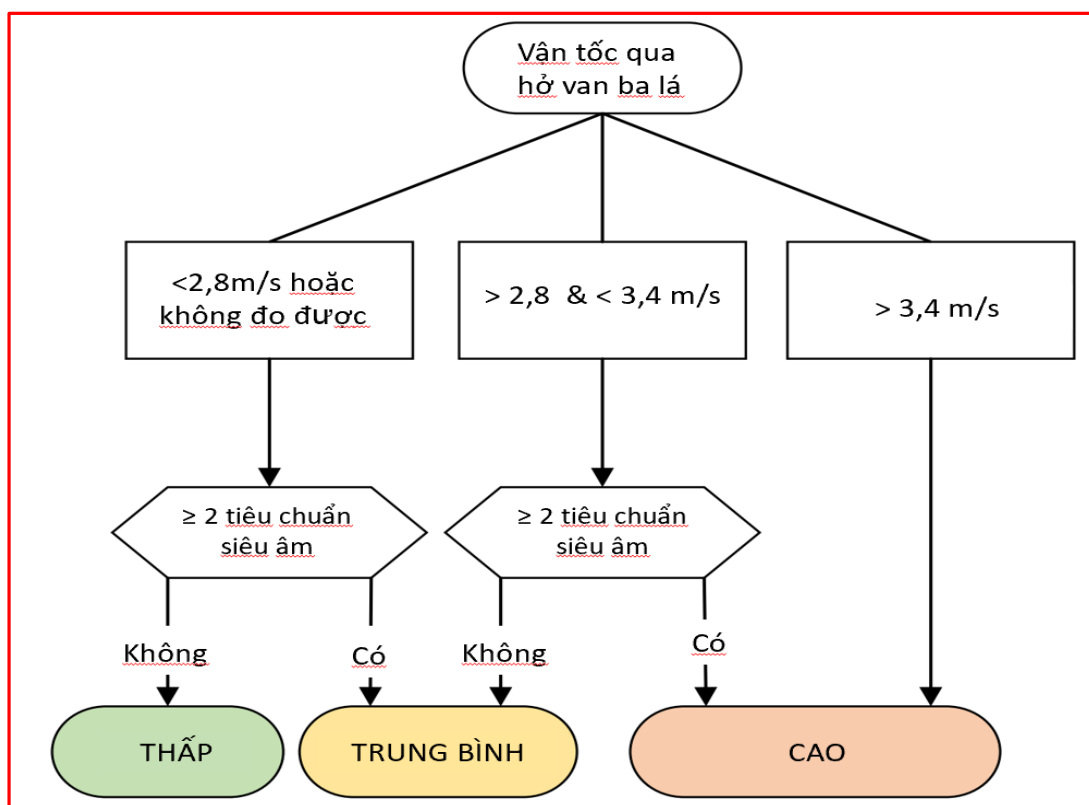 Vận tốc qua
hở van ba lá
<2,8m/s hoặc
không đo được
> 2,8 & < 3,4 m/s
> 3,4 m/s
≥ 2 tiêu chuẩn
siêu âm
≥ 2 tiêu chuẩn
siêu âm
Không
Có
Không
Có
THẤP
TRUNG BÌNH
CAO